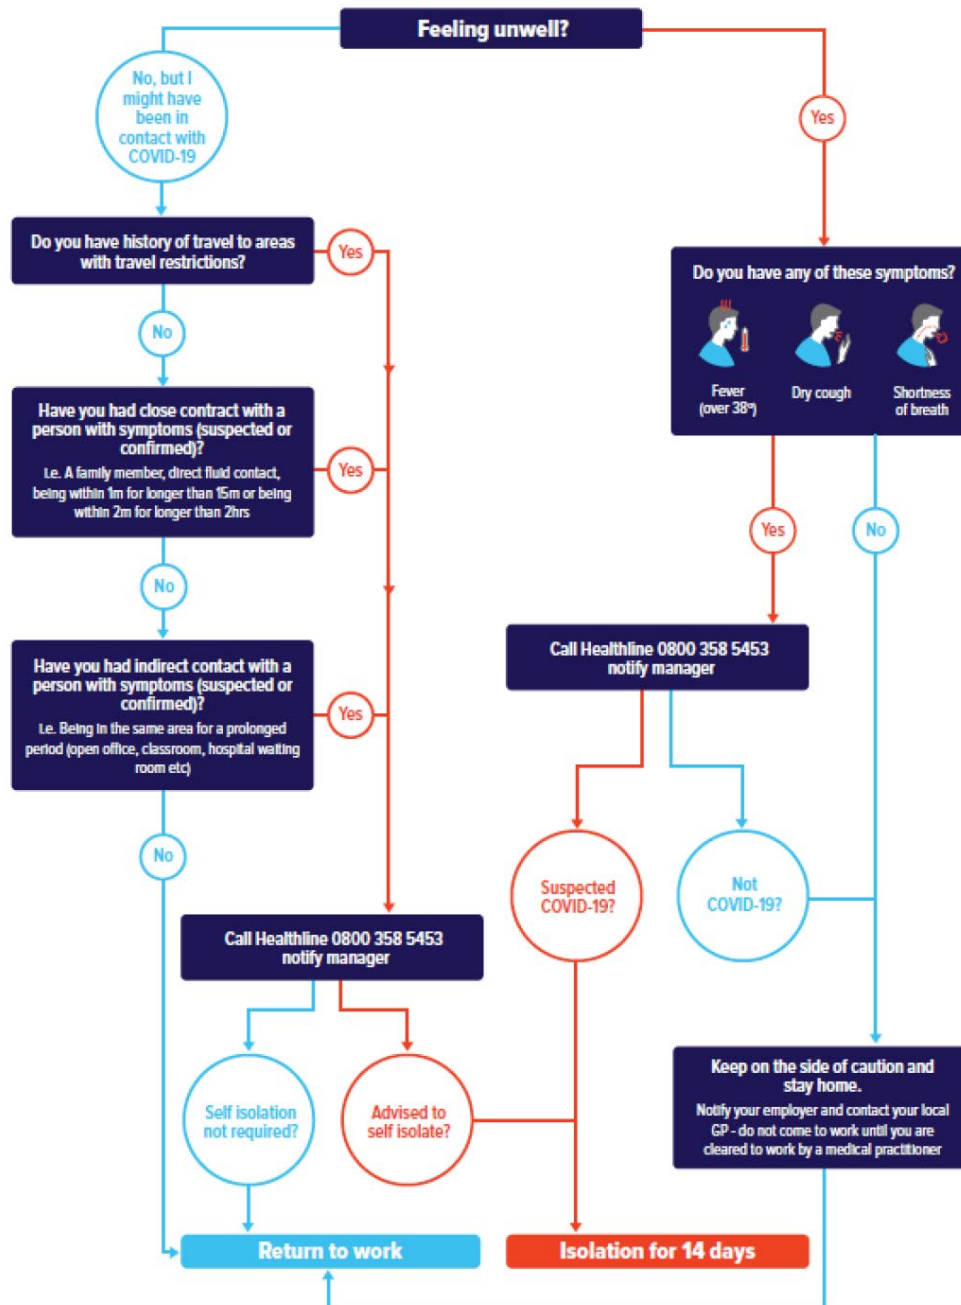 Feeling unwell?
No, but I
might have
been in
contact with
COVID-19
Yes
Do you have history of travel to areas
with travel restrictions?
Yes
No
Do you have any of these symptoms?
Fever
(over 38º)
Dry cough
Shortness
of breath
Have you had close contract with a
person with symptoms (suspected or
confirmed)?
i.e. A family member, direct fluid contact,
being within 1m for longer than 15m or being
within 2m for longer than 2hrs
Yes
No
Yes
No
Have you had indirect contact with a
person with symptoms (suspected or
confirmed)?
i.e. Being in the same area for a prolonged
period (open office, classroom, hospital waiting
room etc)
Yes
No
Call Healthline 0800 358 5453
notify manager
Suspected
COVID-19?
Not
COVID-19?
Call Healthline 0800 358 5453
notify manager
Self isolation
not required?
Advised to
self isolate?
Keep on the side of caution and
stay home.
Notify your employer and contact your local
GP - do not come to work until you are
cleared to work by a medical practitioner
Return to work
Isolation for 14 days